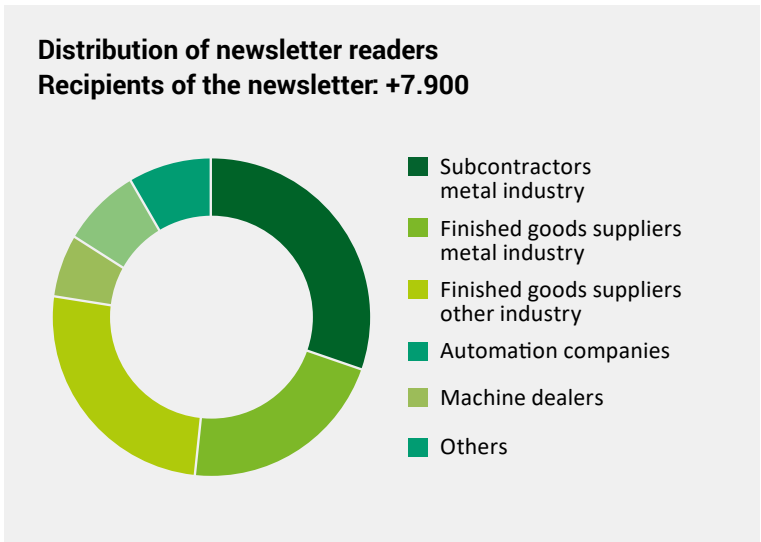 Distribution of newsletter readers
Recipients of the newsletter: +7.900
Subcontractors
metal industry
Finished goods suppliers
metal industry
Finished goods suppliers
other industry
Automation companies
Machine dealers
Others